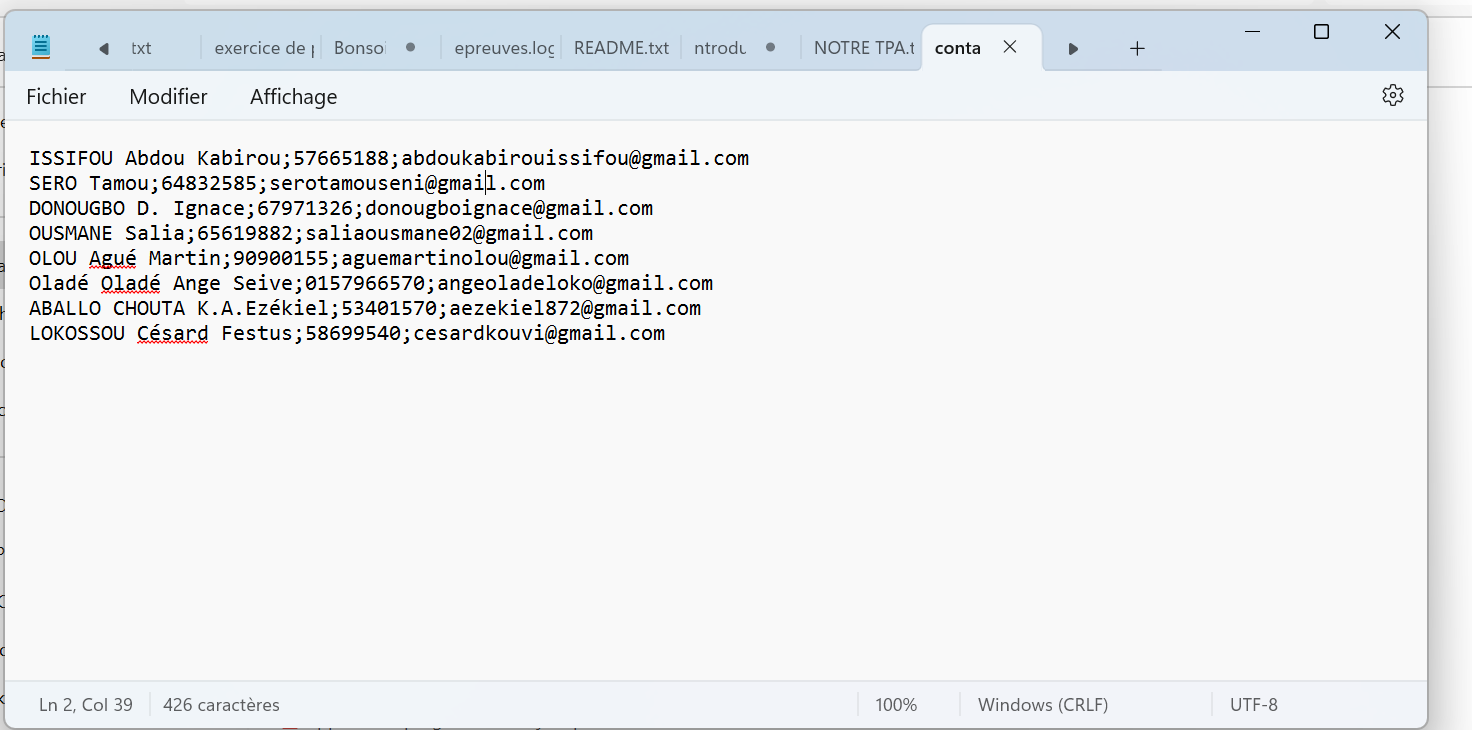 txt
exercice de p
Bonsoi
epreuves.log
README.txt
ntrodu
NOTRE TPA.t
conta
Fichier
Modifier
Affichage
ISSIFOU Abdou Kabirou;57665188;abdoukabirouissifou@gmail.com
SERO Tamou;64832585;serotamouseni@gmail.com
DONOUGBO D. Ignace;67971326;donougboignace@gmail.com
OUSMANE Salia;65619882;saliaousmane02@gmail.com
OLOU Agué Martin;90900155;aguemartinolou@gmail.com
Oladé Oladé Ange Seive;0157966570;angeoladeloko@gmail.com
ABALLO CHOUTA K.A.Ezékiel;53401570;aezekiel872@gmail.com
LOKOSSOU Césard Festus;58699540;cesardkouvi@gmail.com
Ln 2, Col 39
426 caractères
100%
Windows (CRLF)
UTF-8